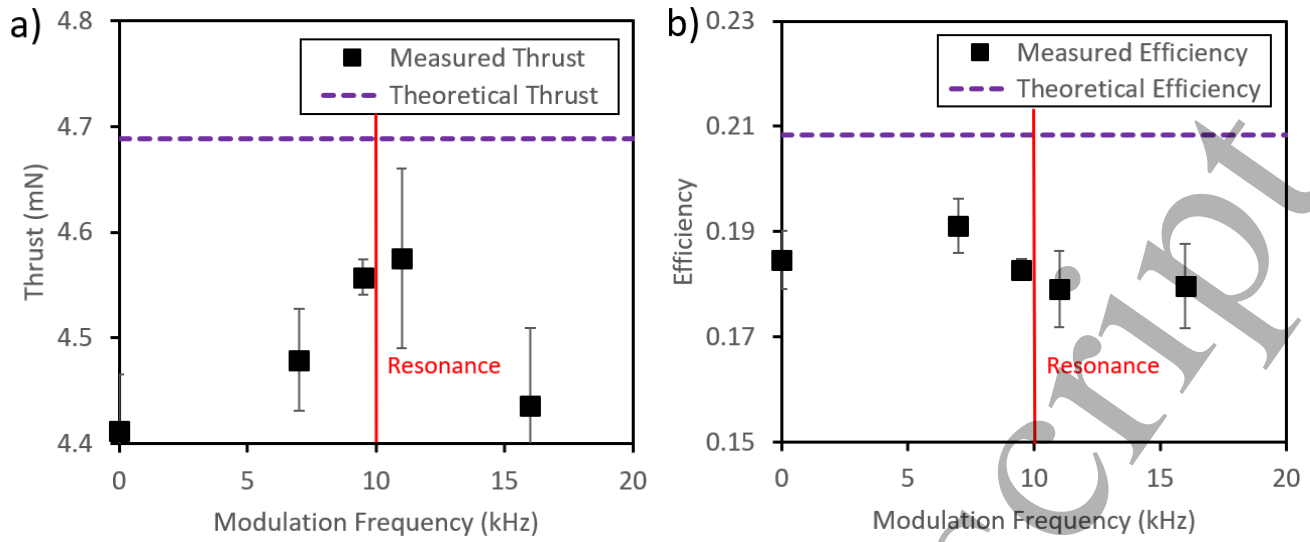 a)
4.8
4.7
4.6
4.5
4.4
Thrust (mN)
Measured Thrust
Theoretical Thrust
Resonance
0
5
10
15
20
Modulation Frequency (kHz)
b)
0.23
0.21
0.19
0.17
0.15
Efficiency
Measured Efficiency
Theoretical Efficiency
Resonance
0
5
10
15
20
Modulation Frequency (kHz)
cript